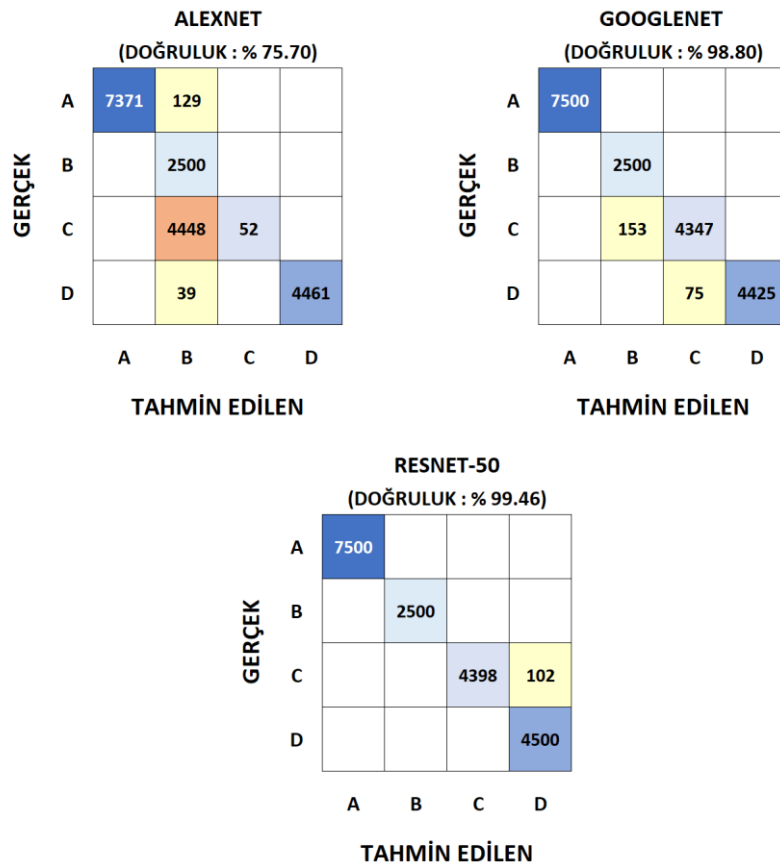 ALEXNET
(DOĞRULUK : % 75.70)
GERÇEK
A 7371 129
B 2500
C 4448 52
D 39 4461
A B C D
TAHMİN EDİLEN
GOOGLENET
(DOĞRULUK : % 98.80)
GERÇEK
A 7500
B 2500
C 153 4347
D 75 4425
A B C D
TAHMİN EDİLEN
RESNET-50
(DOĞRULUK : % 99.46)
GERÇEK
A 7500
B 2500
C 4398 102
D 4500
A B C D
TAHMİN EDİLEN